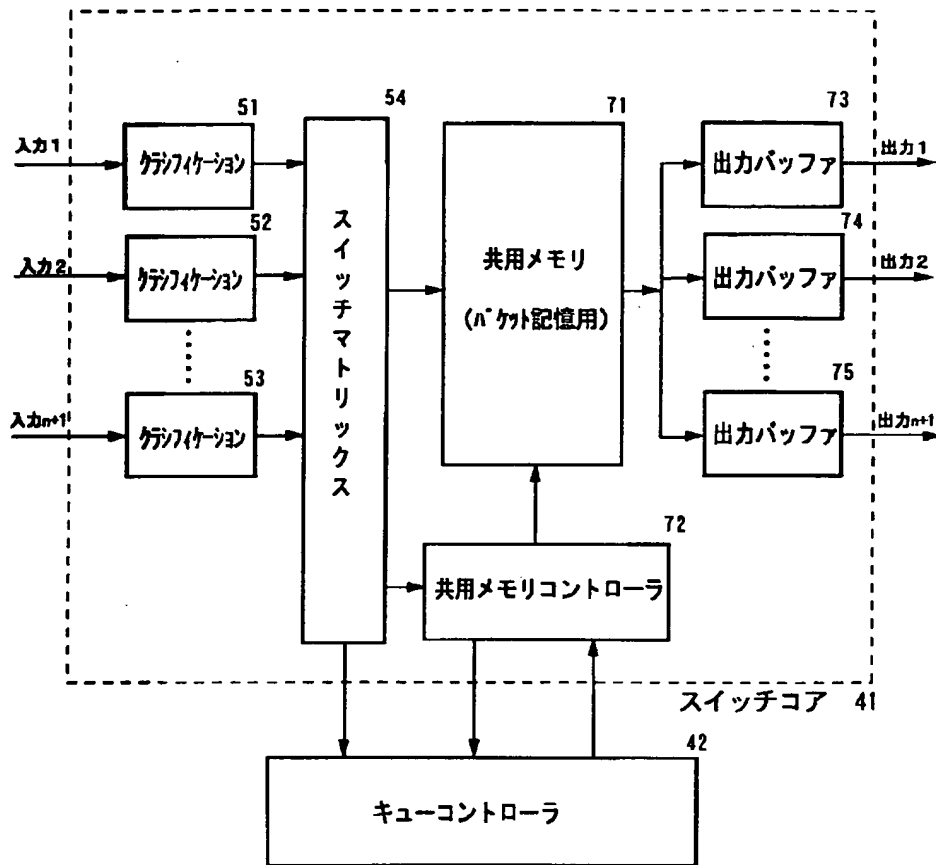 51
54
71
73
入力1
クラシフィケーション
出力バッファ
出力1
52
74
入力2
クラシフィケーション
スイッチマトリックス
共用メモリ
(パケット記憶用)
出力バッファ
出力2
53
75
入力n+1
クラシフィケーション
出力バッファ
出力n+1
72
共用メモリコントローラ
スイッチコア 41
42
キューコントローラ